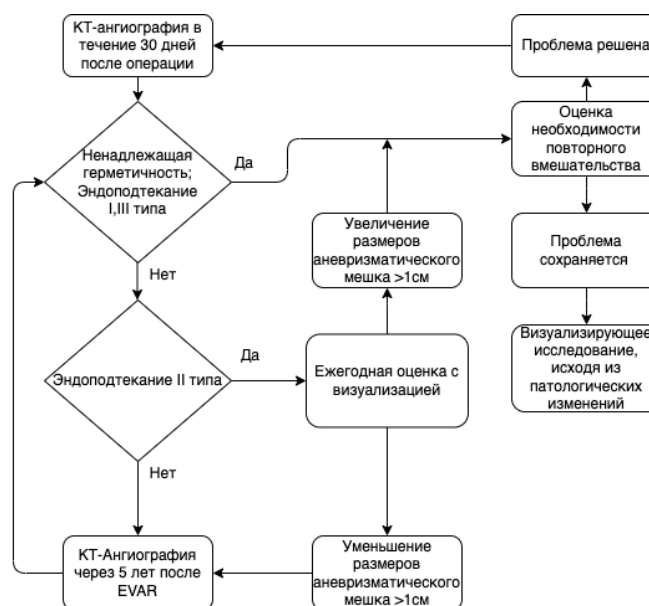 КТ-ангиография в
течение 30 дней
после операции
Проблема решена
Ненадлежащая
герметичность;
Эндоподтекание
I,III типа
Да
Оценка
необходимости
повторного
вмешательства
Увеличение
размеров
аневризматического
мешка >1см
Проблема
сохраняется
Нет
Эндоподтекание II типа
Да
Ежегодная оценка с
визуализацией
Визуализирующее
исследование,
исходя из
патологических
изменений
Нет
КТ-Ангиография
через 5 лет после
EVAR
Уменьшение
размеров
аневризматического
мешка >1см